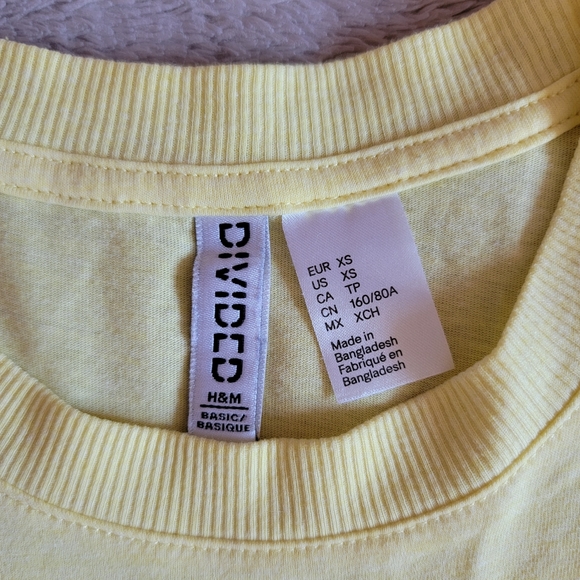 DIVIDED
H&M
BASIC/
BASIQUE
EUR XS
US XS
CA TP
CN 160/80A
MX XCH
Made in
Bangladesh
Fabriqué en
Bangladesh